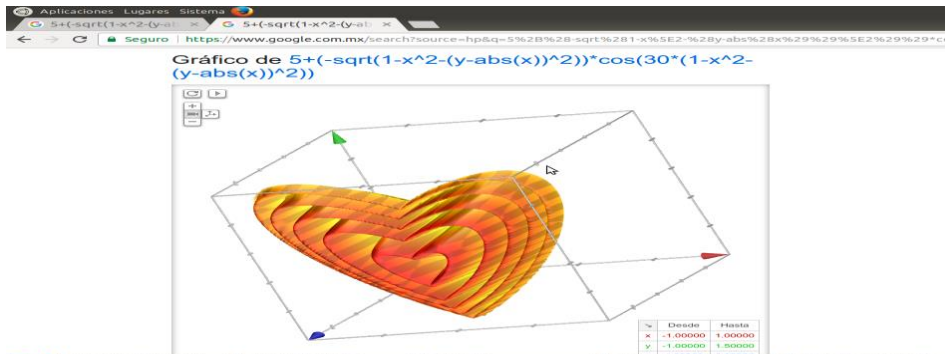 Aplicaciones Lugares Sistema
5+(-sqrt(1-x^2-(y-ab × 5+(-sqrt(1-x^2-(y-ab ×
Seguro | https://www.google.com.mx/search?source=hp&q=5%2B%28-sqrt%281-x%5E2-%28y-abs%28x%29%29%5E2%29%29*c
Gráfico de 5+(-sqrt(1-x^2-(y-abs(x))^2))*cos(30*(1-x^2-
(y-abs(x))^2))
Desde Hasta
x -1.00000 1.00000
y -1.00000 1.50000